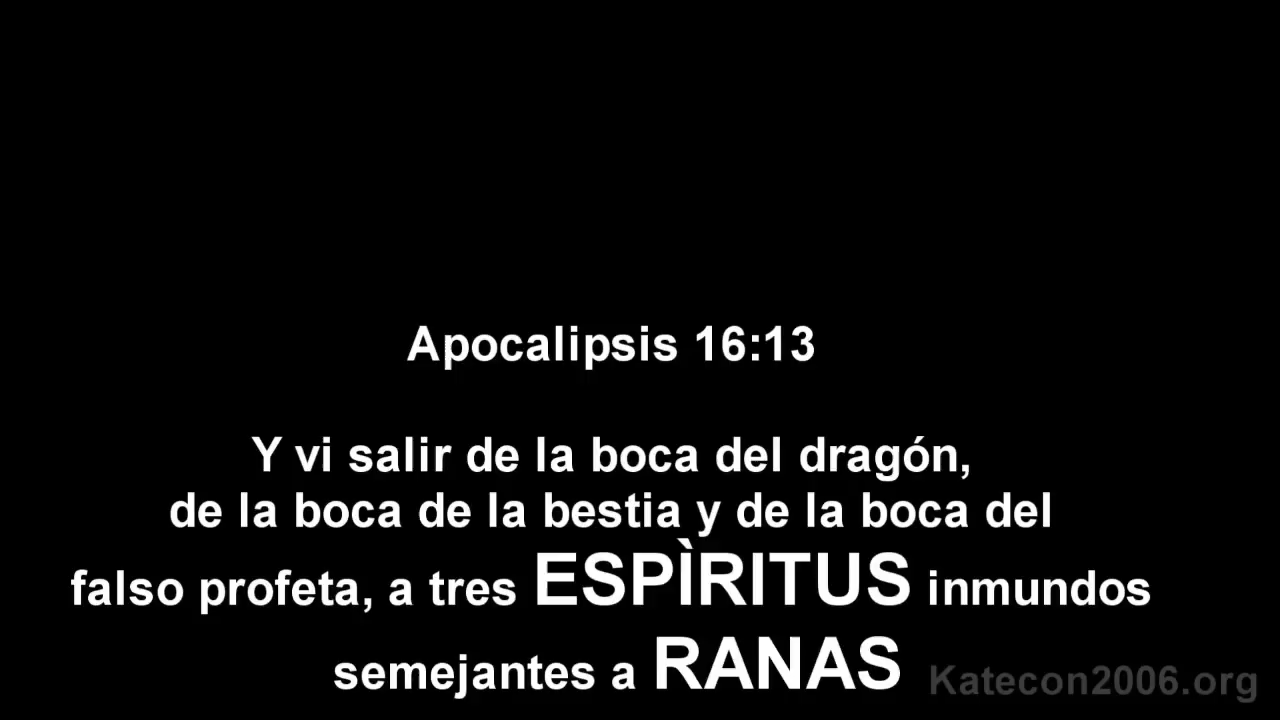 Apocalipsis 16:13
Y vi salir de la boca del dragón,
de la boca de la bestia y de la boca del
falso profeta, a tres ESPÌRITUS inmundos
semejantes a RANAS
Katecon2006.org